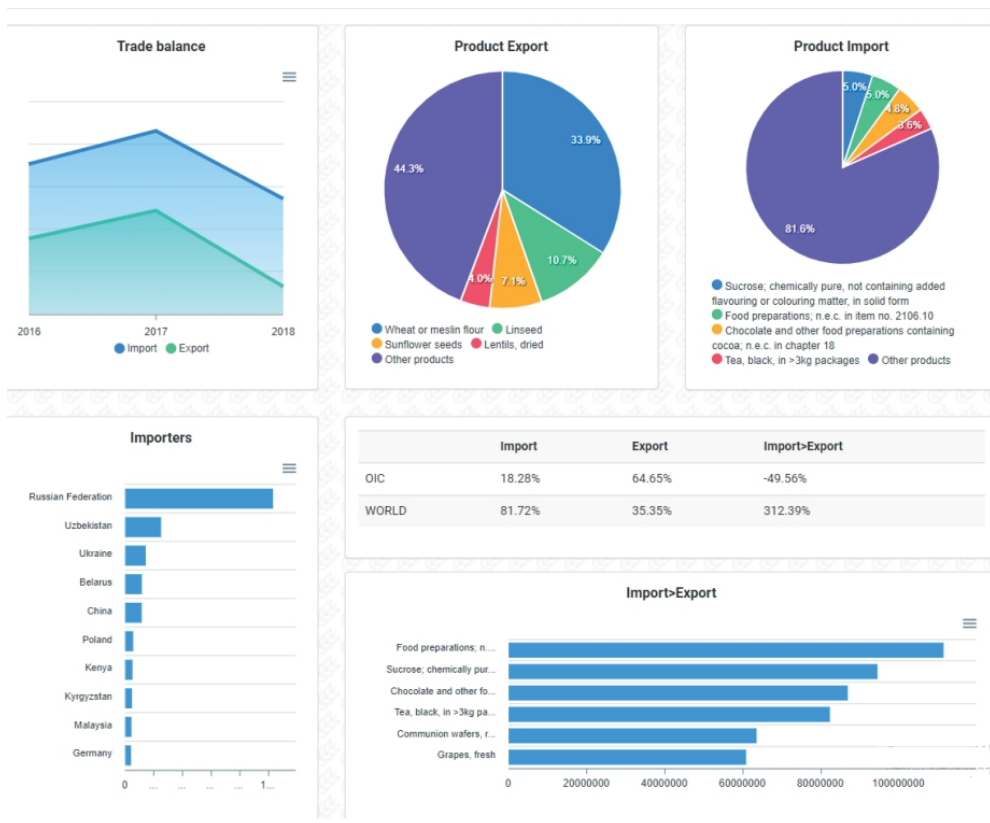 Trade balance
2016 2017 2018
Import Export
Product Export
33.9%
44.3%
10.7%
4.0% 7.1%
Wheat or meslin flour Linseed
Sunflower seeds Lentils, dried
Other products
Product Import
5.0%
5.0%
4.8%
3.6%
81.6%
Sucrose; chemically pure, not containing added
flavouring or colouring matter, in solid form
Food preparations; n.e.c. in item no. 2106.10
Chocolate and other food preparations containing
cocoa; n.e.c. in chapter 18
Tea, black, in >3kg packages Other products
Importers
Russian Federation
Uzbekistan
Ukraine
Belarus
China
Poland
Kenya
Kyrgyzstan
Malaysia
Germany
0 ... ... ... ... 1...
Import Export Import>Export
OIC 18.28% 64.65% -49.56%
WORLD 81.72% 35.35% 312.39%
Import>Export
Food preparations; n....
Sucrose; chemically pur...
Chocolate and other fo...
Tea, black, in >3kg pa...
Communion wafers, r...
Grapes, fresh
0 20000000 40000000 60000000 80000000 100000000